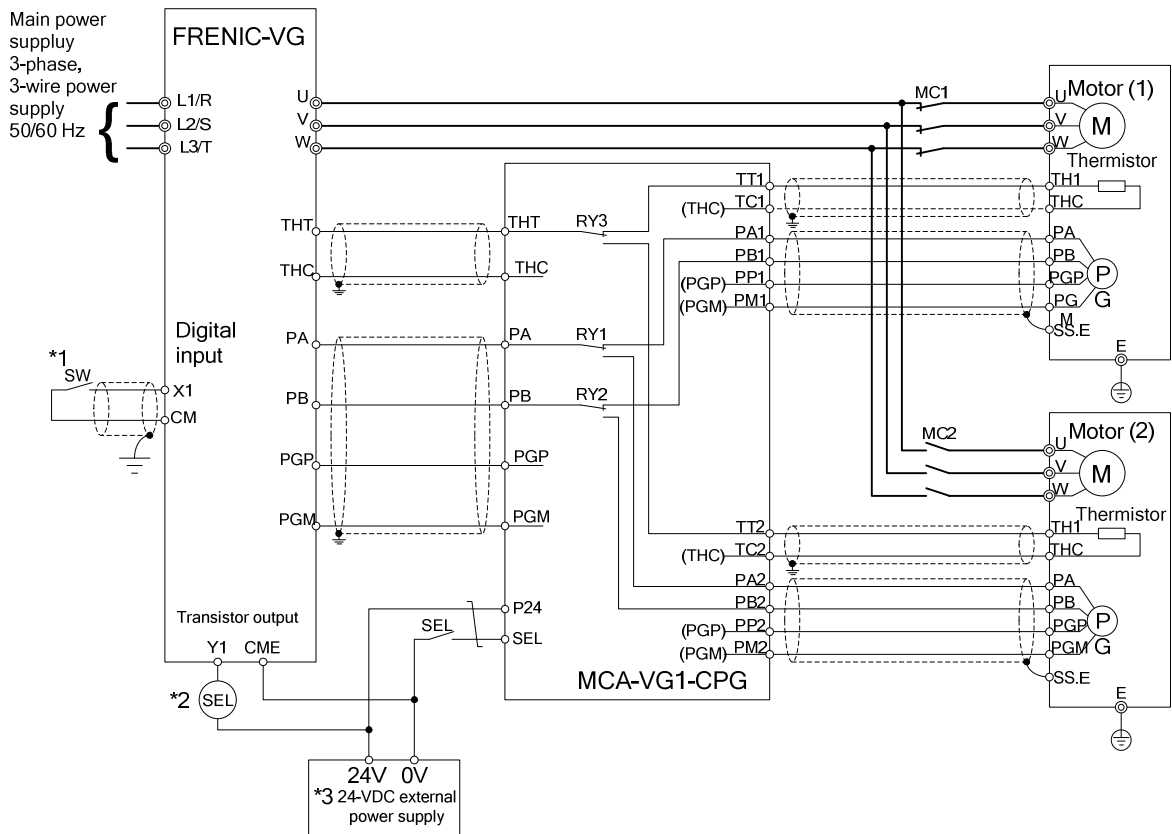 Main power
suppluy
3-phase,
3-wire power
supply
50/60 Hz
{
FRENIC-VG
L1/R
L2/S
L3/T
U
V
W
MC1
U
V
W
Motor (1)
M
Thermistor
TH1
THC
PA
PB
PGP
PG
M
SS.E
P
G
E
TT1
(THC) TC1
PA1
PB1
(PGP) PP1
(PGM) PM1
THT
THC
THT
THC
RY3
Digital
input
*1
SW
X1
CM
PA
PB
PGP
PGM
PA
PB
PGP
PGM
RY1
RY2
MC2
Motor (2)
U
V
W
M
Thermistor
TH1
THC
PA
PB
PGP
PGM
SS.E
P
G
E
TT2
(THC) TC2
PA2
PB2
(PGP) PP2
(PGM) PM2
P24
SEL
SEL
MCA-VG1-CPG
Transistor output
Y1 CME
*2 SEL
24V 0V
*3 24-VDC external
power supply